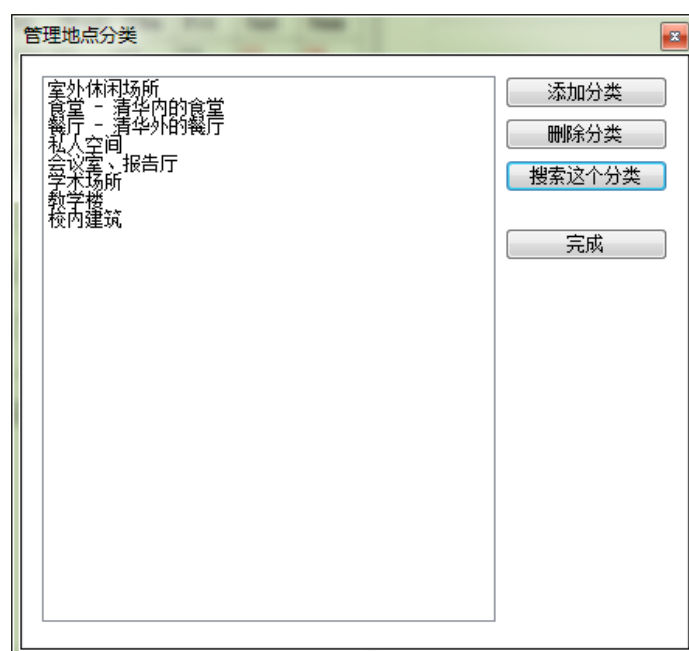 管理地点分类
室外休闲场所
食堂 - 清华内的食堂
餐厅 - 清华外的餐厅
私人空间
会议室、报告厅
学术场所
教学楼
校内建筑
添加分类
删除分类
搜索这个分类
完成